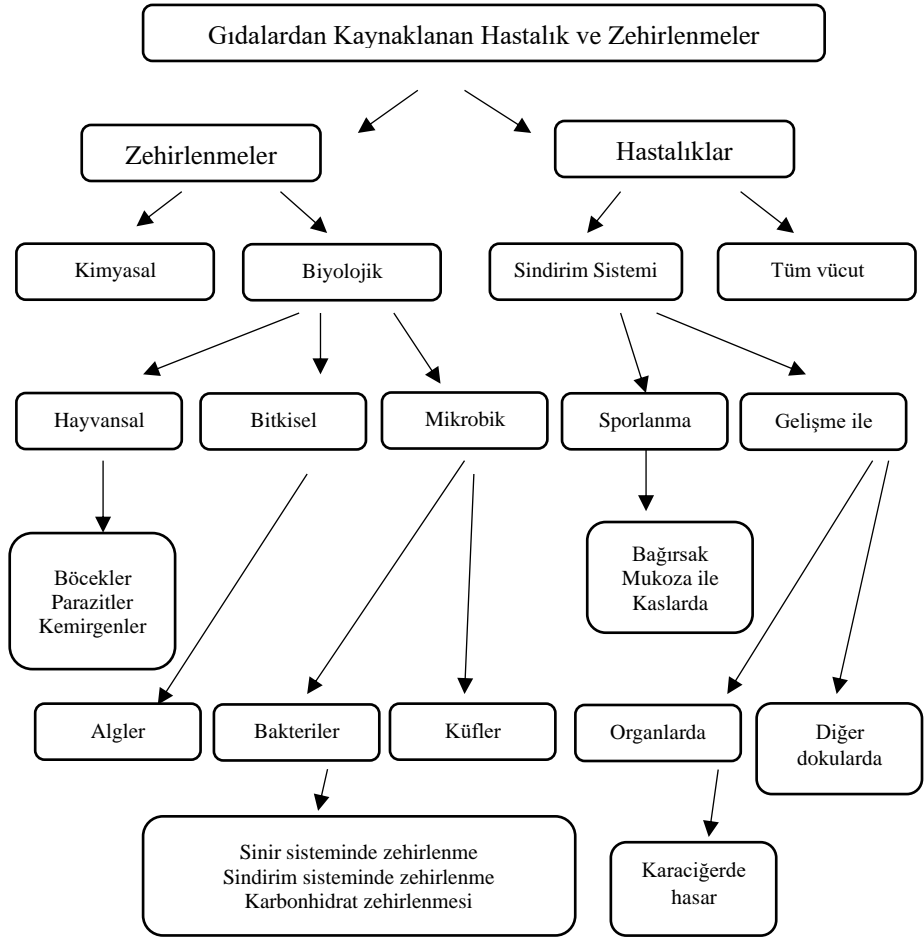 Gıdalardan Kaynaklanan Hastalık ve Zehirlenmeler
Zehirlenmeler
Hastalıklar
Kimyasal
Biyolojik
Sindirim Sistemi
Tüm vücut
Hayvansal
Bitkisel
Mikrobik
Sporlanma
Gelişme ile
Böcekler
Parazitler
Kemirgenler
Bağırsak
Mukoza ile
Kaslarda
Algler
Bakteriler
Küfler
Organlarda
Diğer
dokularda
Sinir sisteminde zehirlenme
Sindirim sisteminde zehirlenme
Karbonhidrat zehirlenmesi
Karaciğerde
hasar